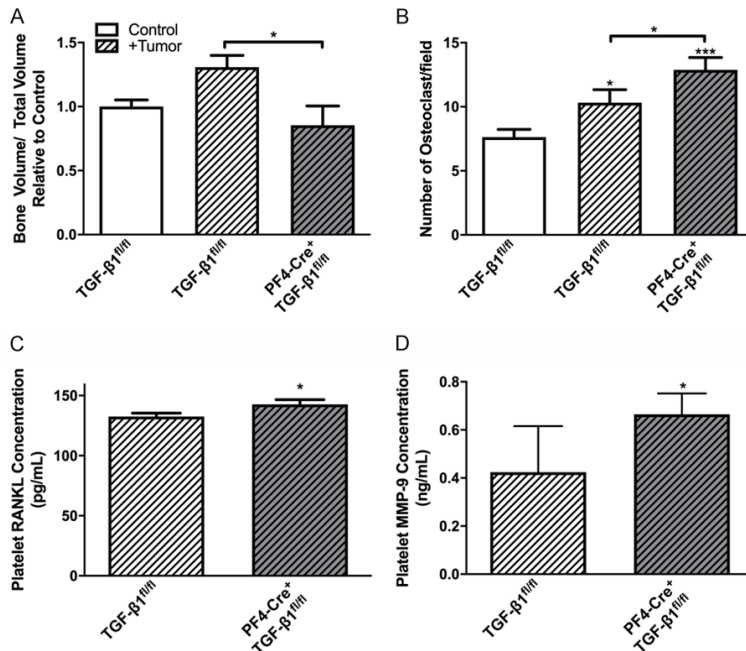 A
Control
+Tumor
*
Bone Volume/ Total Volume
Relative to Control
1.5
1.0
0.5
0.0
TGF-β1fl/fl
TGF-β1fl/fl
PF4-Cre+
TGF-β1fl/fl
B
*
*
***
Number of Osteoclast/field
15
10
5
0
TGF-β1fl/fl
TGF-β1fl/fl
PF4-Cre+
TGF-β1fl/fl
C
*
Platelet RANKL Concentration
(pg/mL)
150
100
50
0
TGF-β1fl/fl
PF4-Cre+
TGF-β1fl/fl
D
*
Platelet MMP-9 Concentration
(ng/mL)
0.8
0.6
0.4
0.2
0.0
TGF-β1fl/fl
PF4-Cre+
TGF-β1fl/fl